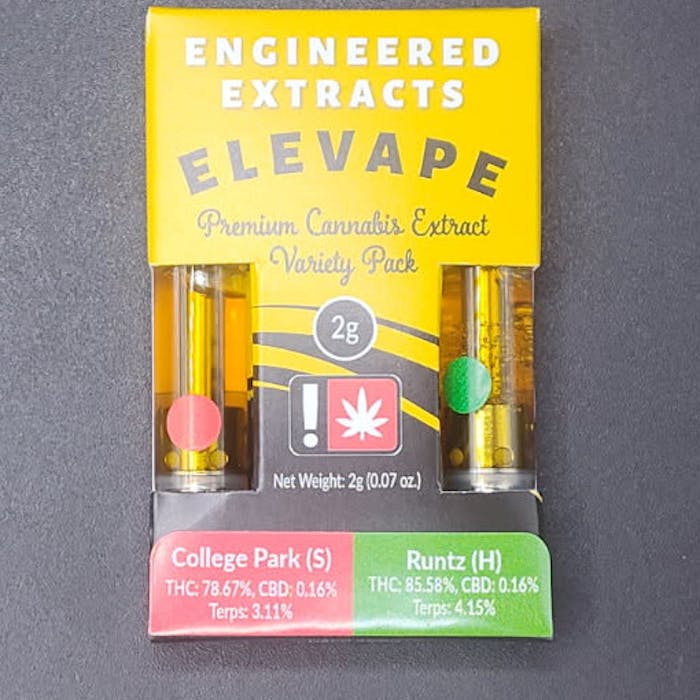 ENGINEERED
EXTRACTS
ELEVAPE
Premium Cannabis Extract
Variety Pack
2g
!
Net Weight: 2g (0.07 oz.)
College Park (S)
THC: 78.67%, CBD: 0.16%
Terps: 3.11%
Runtz (H)
THC: 85.58%, CBD: 0.16%
Terps: 4.15%